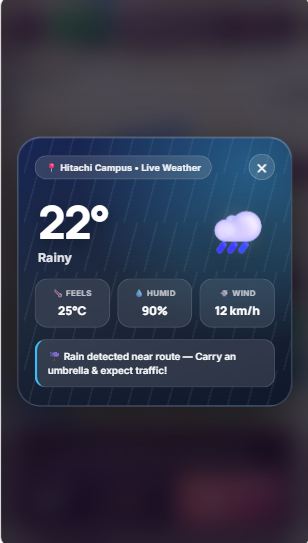 Hitachi Campus • Live Weather
22°
Rainy
FEELS
25°C
HUMID
90%
WIND
12 km/h
Rain detected near route — Carry an
umbrella & expect traffic!